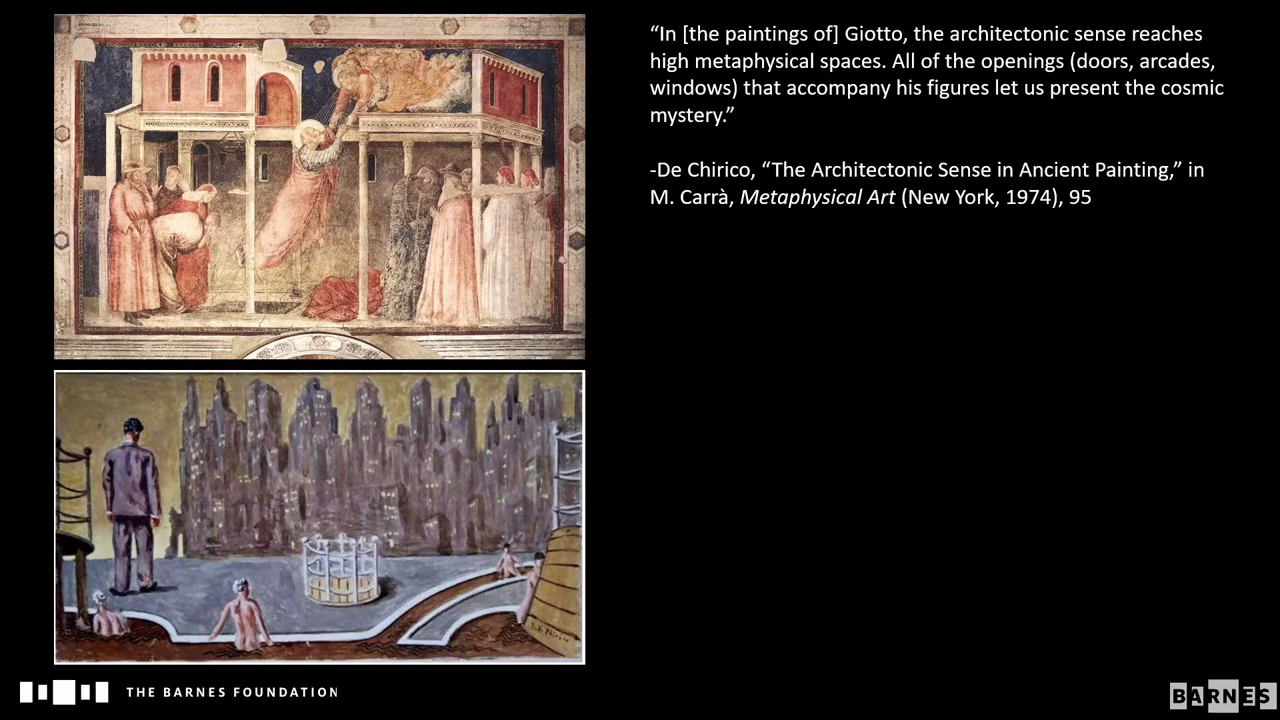 “In [the paintings of] Giotto, the architectonic sense reaches
high metaphysical spaces. All of the openings (doors, arcades,
windows) that accompany his figures let us present the cosmic
mystery.”
-De Chirico, “The Architectonic Sense in Ancient Painting,” in
M. Carrà, Metaphysical Art (New York, 1974), 95
THE BARNES FOUNDATION
BARNES